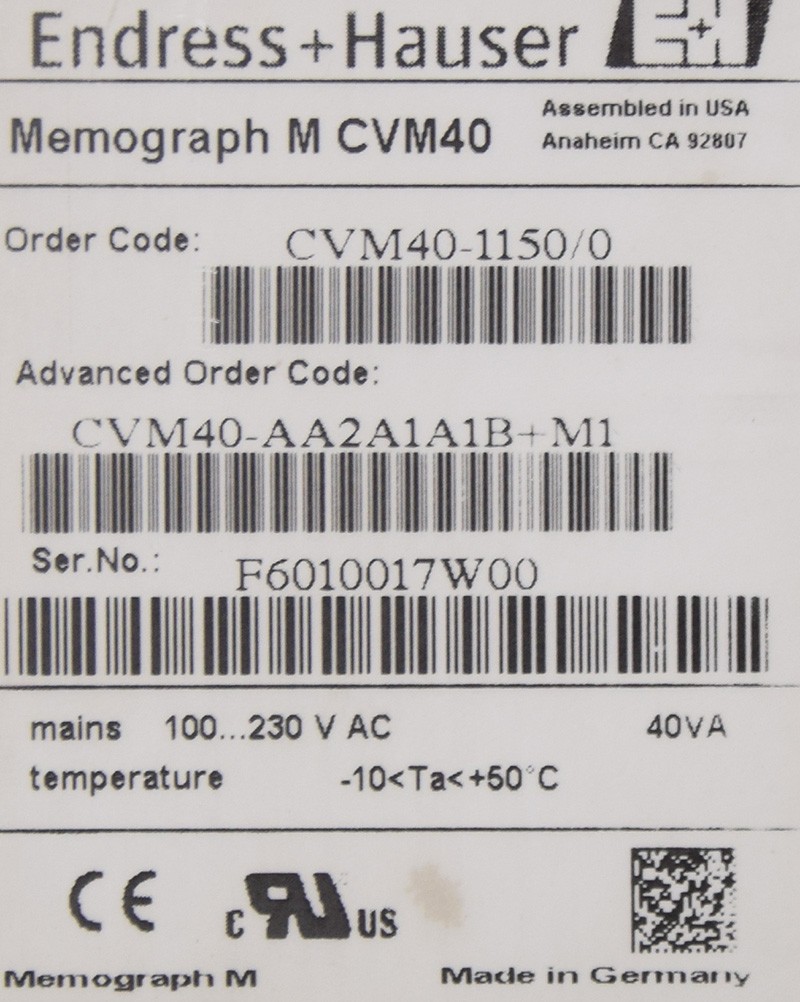 Endress+Hauser
E+H
Memograph M CVM40
Assembled in USA
Anaheim CA 92807
Order Code: CVM40-1150/0
Advanced Order Code:
CVM40-AA2A1A1B+M1
Ser.No.: F6010017W00
mains 100...230 V AC 40VA
temperature -10<Ta<+50°C
CE
c RU US
Memograph M
Made in Germany